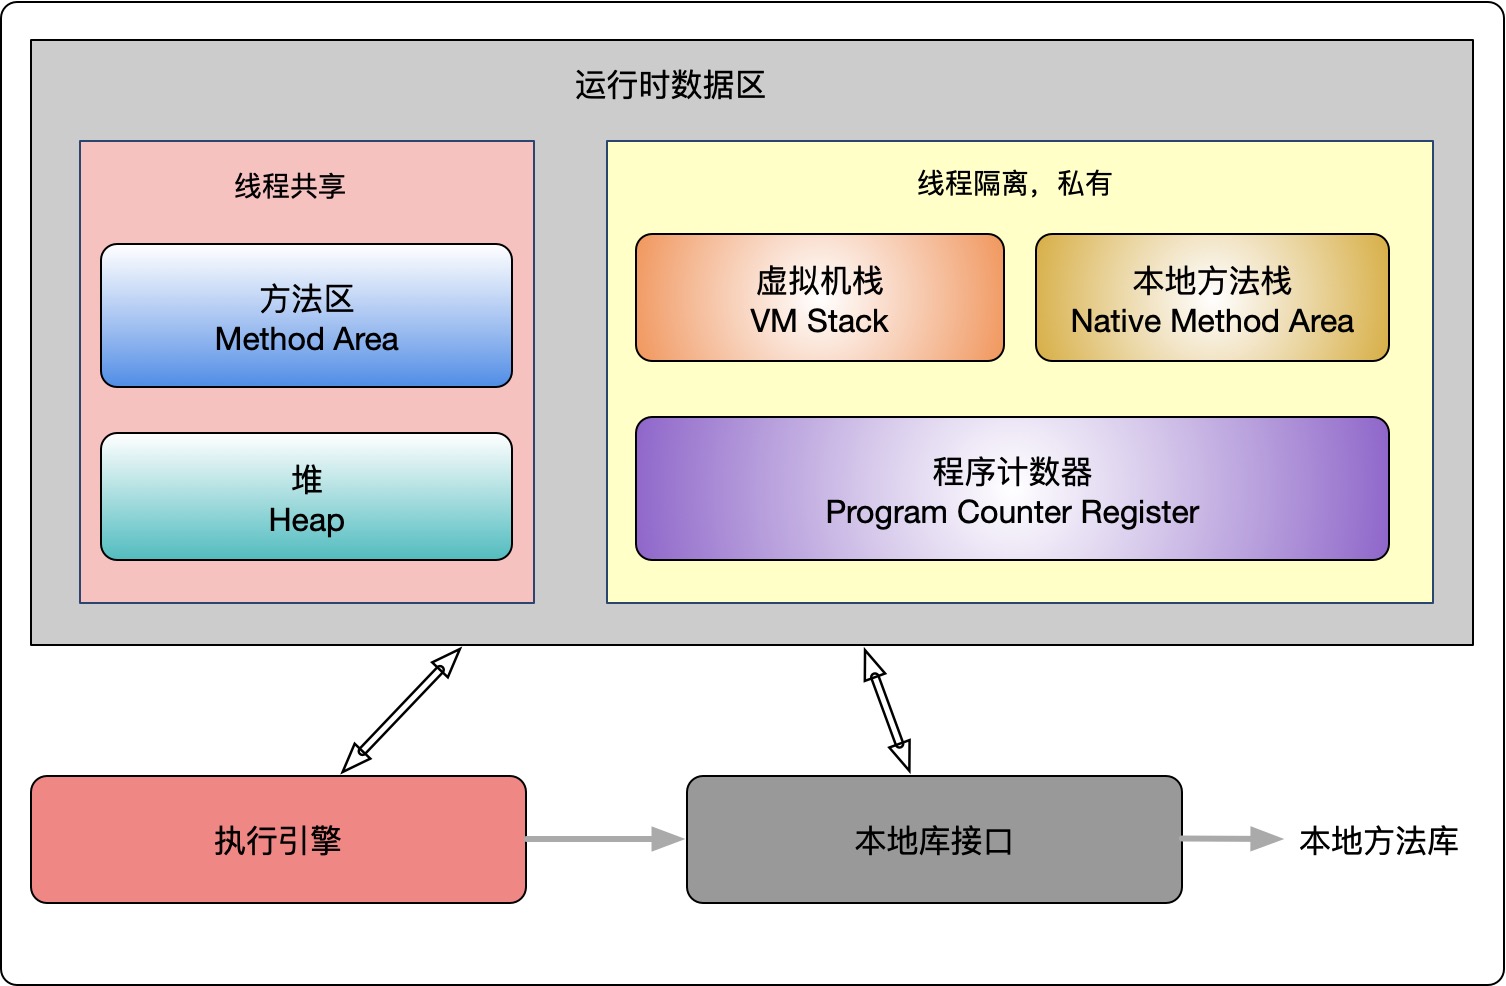 运行时数据区
线程共享
方法区
Method Area
堆
Heap
线程隔离，私有
虚拟机栈
VM Stack
本地方法栈
Native Method Area
程序计数器
Program Counter Register
执行引擎
本地库接口
本地方法库